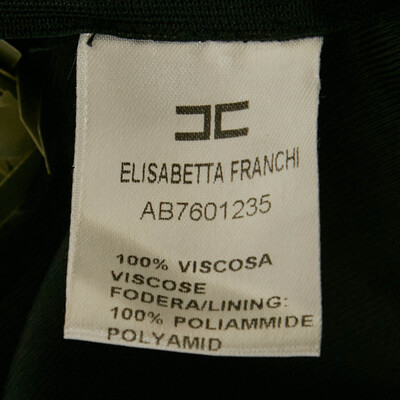 ELISABETTA FRANCHI
AB7601235
100% VISCOSA
VISCOSE
FODERA/LINING:
100% POLIAMMIDE
POLYAMID